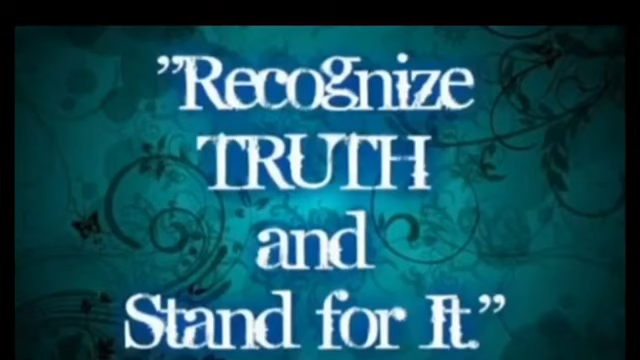 ”Recognize
TRUTH
and
Stand for It.”